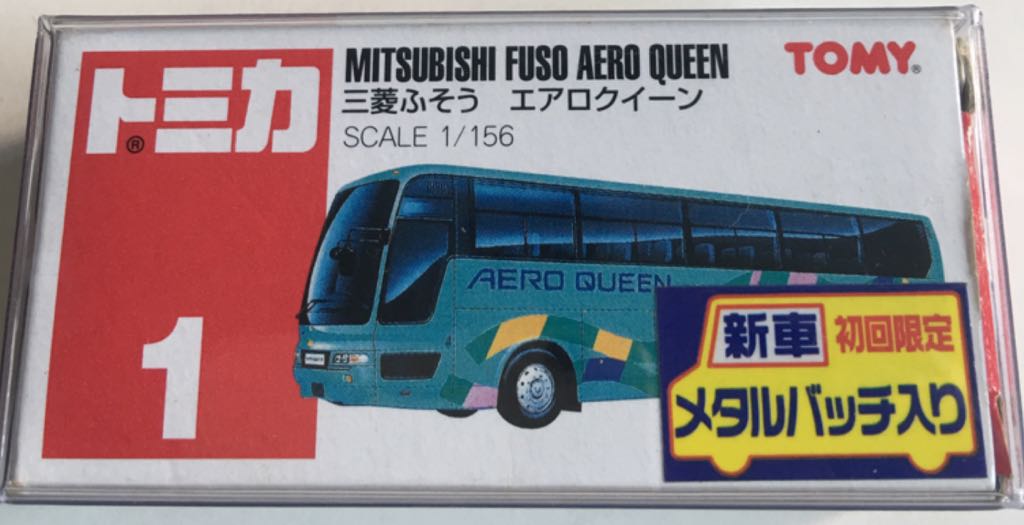 トミカ®
MITSUBISHI FUSO AERO QUEEN
三菱ふそう エアロクイーン
SCALE 1/156
TOMY®
AERO QUEEN
1
新車 初回限定
メタルバッチ入り